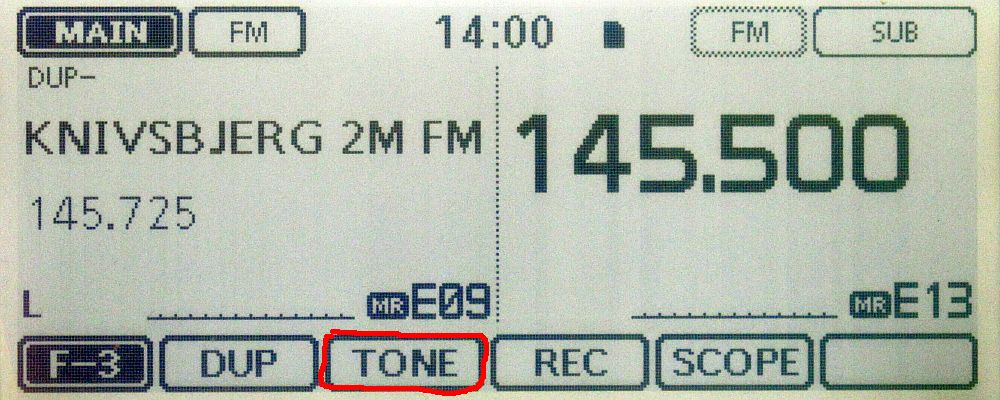 MAIN FM 14:00 FM SUB
DUP-
KNIVSBJERG 2M FM
145.725
145.500
L MR E09 MR E13
F-3 DUP TONE REC SCOPE